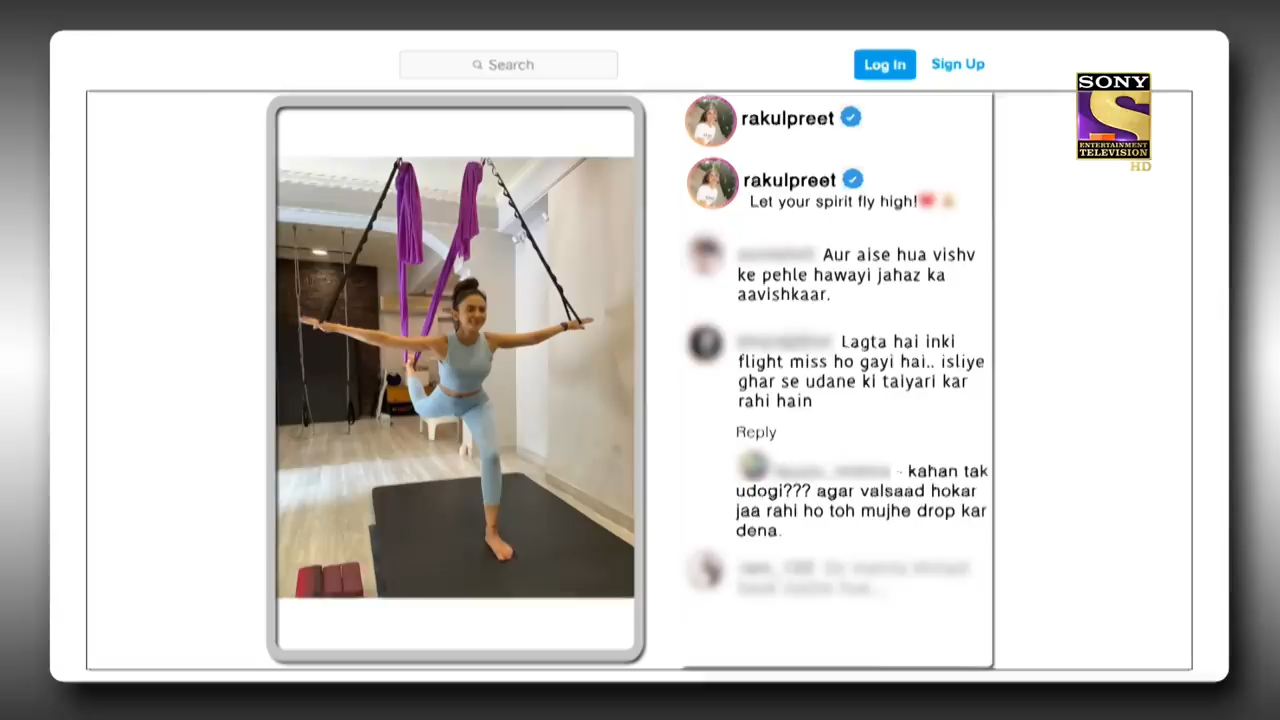 Search
Log In
Sign Up
SONY
ENTERTAINMENT
TELEVISION
HD
rakulpreet
rakulpreet
Let your spirit fly high!
Aur aise hua vishv
ke pehle hawayi jahaz ka
aavishkaar.
Lagta hai inki
flight miss ho gayi hai.. isliye
ghar se udane ki taiyari kar
rahi hain
Reply
- kahan tak
udogi??? agar valsaad hokar
jaa rahi ho toh mujhe drop kar
dena.